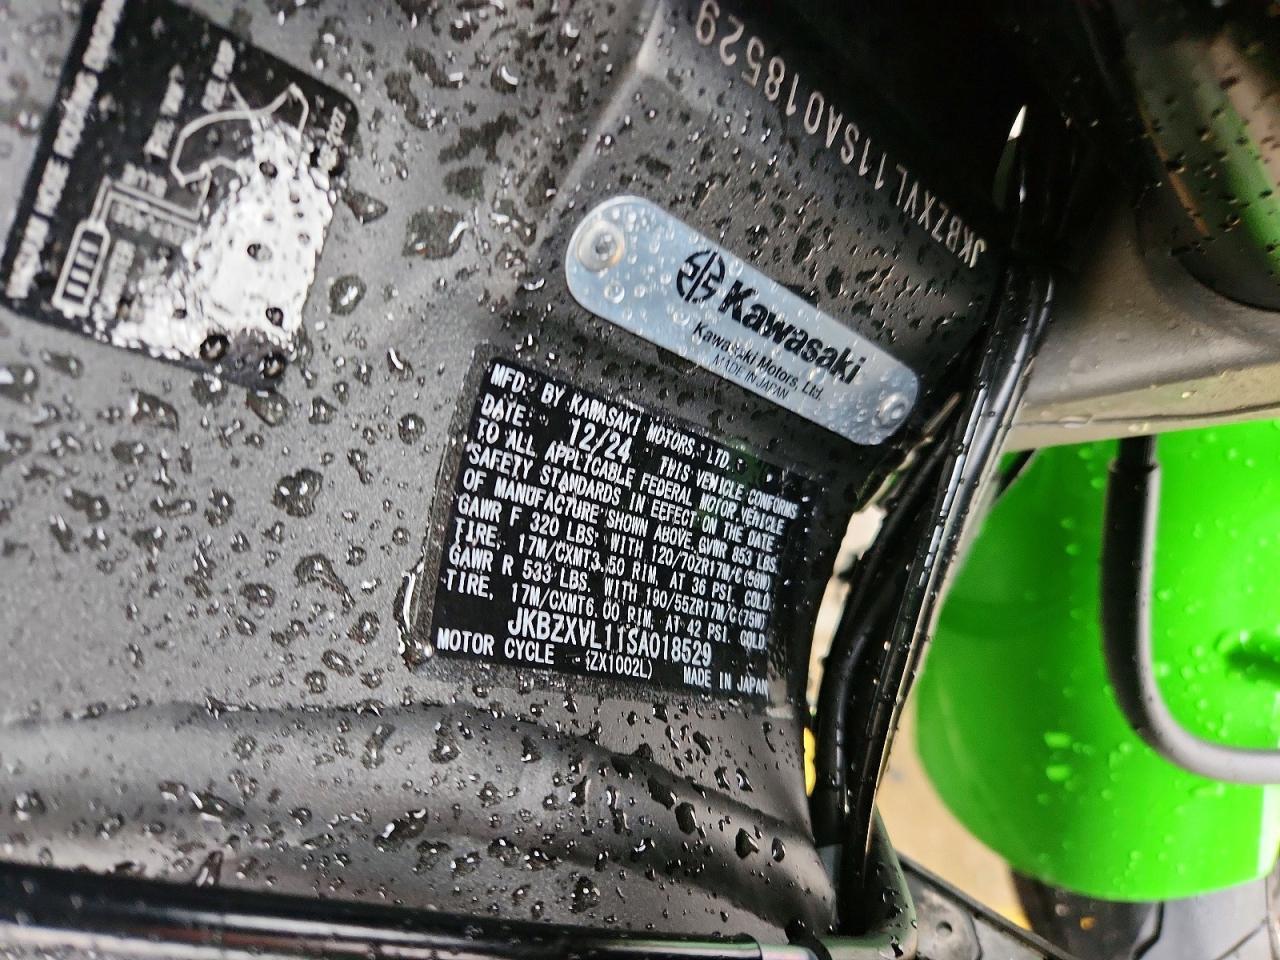 JKBZXVL11SA018529
Kawasaki
Kawasaki Motors, Ltd.
MADE IN JAPAN
MFD. BY KAWASAKI MOTORS, LTD.
DATE: 12/24 THIS VEHICLE CONFORMS
TO ALL APPLICABLE FEDERAL MOTOR VEHICLE
SAFETY STANDARDS IN EFFECT ON THE DATE
OF MANUFACTURE SHOWN ABOVE. GVWR 853 LBS.
GAWR F 320 LBS. WITH 120/70ZR17M/C(58W)
TIRE, 17M/CXMT3.50 RIM, AT 36 PSI. COLD.
GAWR R 533 LBS. WITH 190/55ZR17M/C(75W)
TIRE, 17M/CXMT6.00 RIM, AT 42 PSI. COLD.
JKBZXVL11SA018529
MOTOR CYCLE (ZX1002L) MADE IN JAPAN